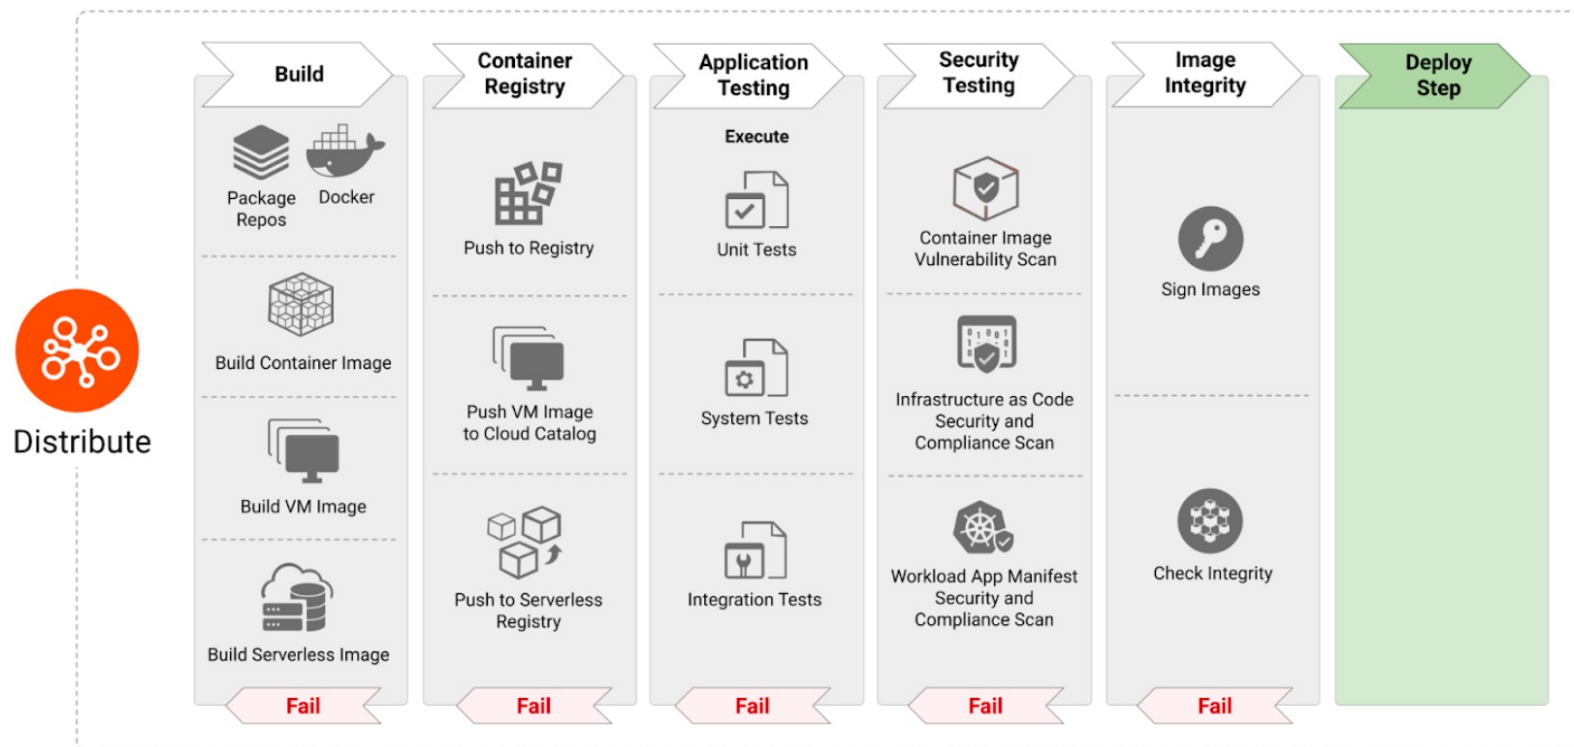 Distribute
Build
Package
Repos
Docker
Build Container Image
Build VM Image
Build Serverless Image
Fail
Container
Registry
Push to Registry
Push VM Image
to Cloud Catalog
Push to Serverless
Registry
Fail
Application
Testing
Execute
Unit Tests
System Tests
Integration Tests
Fail
Security
Testing
Container Image
Vulnerability Scan
Infrastructure as Code
Security and
Compliance Scan
Workload App Manifest
Security and
Compliance Scan
Fail
Image
Integrity
Sign Images
Check Integrity
Fail
Deploy
Step